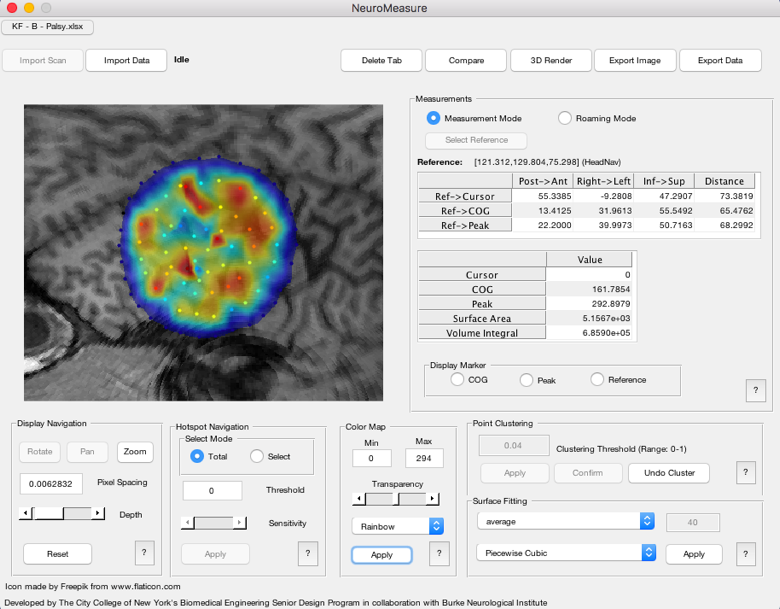 NeuroMeasure
KF - B - Palsy.xlsx
Import Scan Import Data Idle Delete Tab Compare 3D Render Export Image Export Data
Measurements
Measurement Mode Roaming Mode
Select Reference
Reference: [121.312,129.804,75.298] (HeadNav)
Post->Ant Right->Left Inf->Sup Distance
Ref->Cursor 55.3385 -9.2808 47.2907 73.3819
Ref->COG 13.4125 31.9613 55.5492 65.4762
Ref->Peak 22.2000 39.9973 50.7163 68.2992
Value
Cursor 0
COG 161.7854
Peak 292.8979
Surface Area 5.1567e+03
Volume Integral 6.8590e+05
Display Marker
COG Peak Reference
?
Display Navigation
Rotate Pan Zoom
0.0062832 Pixel Spacing
Depth
Reset ?
Hotspot Navigation
Select Mode
Total Select
0 Threshold
Sensitivity
Apply ?
Color Map
Min Max
0 294
Transparency
Rainbow
Apply ?
Point Clustering
0.04 Clustering Threshold (Range: 0-1)
Apply Confirm Undo Cluster ?
Surface Fitting
average 40
Piecewise Cubic Apply ?
Icon made by Freepik from www.flaticon.com
Developed by The City College of New York's Biomedical Engineering Senior Design Program in collaboration with Burke Neurological Institute